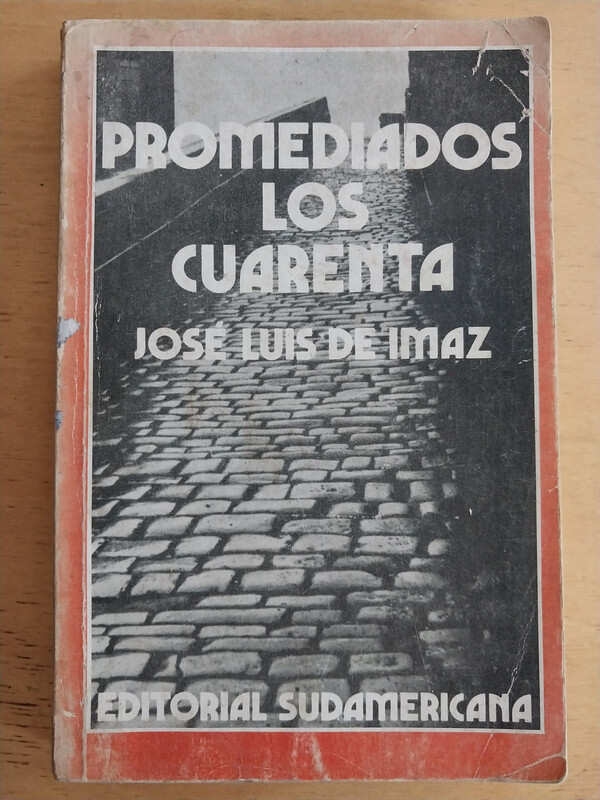 PROMEDIADOS
LOS
CUARENTA
JOSÉ LUIS DE IMAZ
EDITORIAL SUDAMERICANA